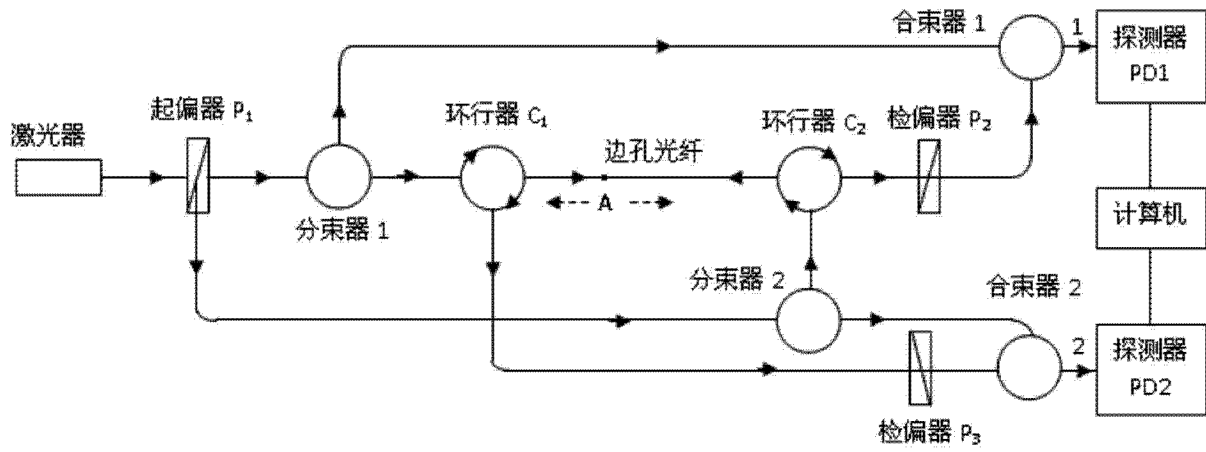 合束器 1
1
探测器
PD1
起偏器 P₁
环行器 C₁
环行器 C₂
检偏器 P₂
激光器
边孔光纤
A
计算机
分束器 1
分束器 2
合束器 2
2
探测器
PD2
检偏器 P₃